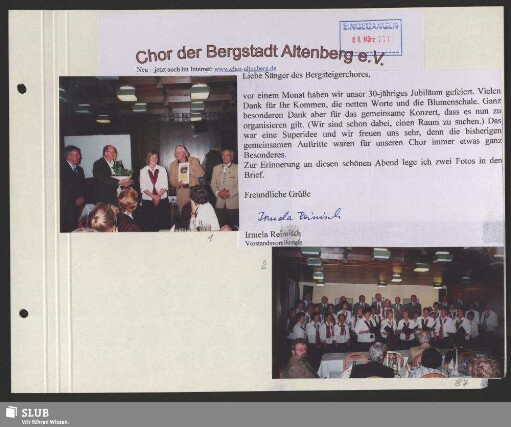 EINGEGANGEN
Chor der Bergstadt Altenberg e.V.
Neu – jetzt auch im Internet: www.chor-altenberg.de
Liebe Sänger des Bergsteigerchores,
vor einem Monat haben wir unser 30-jähriges Jubiläum gefeiert. Vielen
Dank für Ihr Kommen, die netten Worte und die Blumenschale. Ganz
besonderen Dank aber für das gemeinsame Konzert, dass es nun zu
organisieren gilt. (Wir sind schon dabei, einen Raum zu suchen.) Das
war eine Superidee und wir freuen uns sehr, denn die bisherigen
gemeinsamen Auftritte waren für unseren Chor immer etwas ganz
Besonderes.
Zur Erinnerung an diesen schönen Abend lege ich zwei Fotos in den
Brief.
Freundliche Grüße
Irmela Reinisch
Irmela Reinisch
Vorstandsvorsitzende
1
2
87
SLUB
Wir führen Wissen.